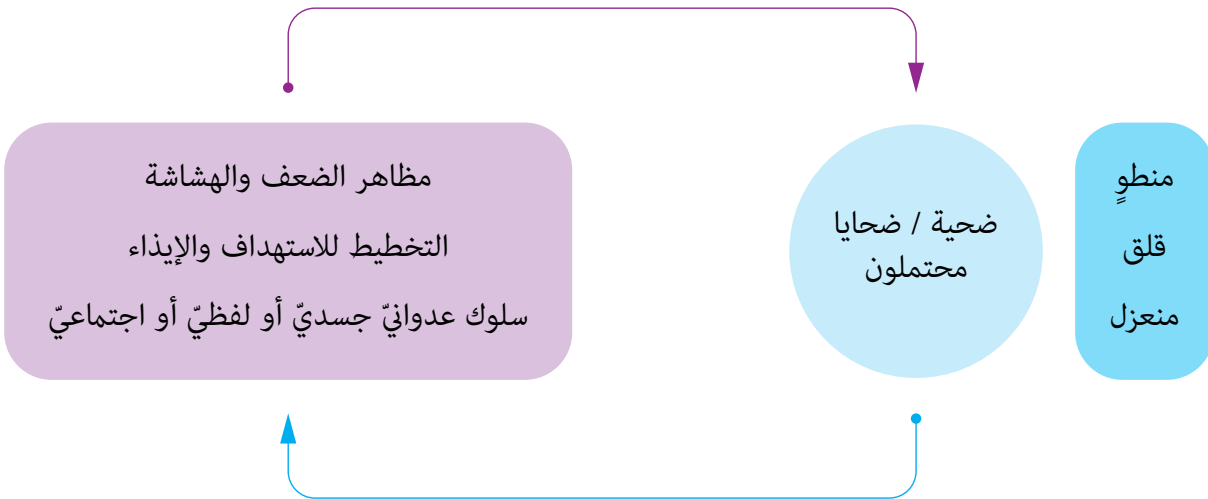 منطوٍ
قلق
منعزل
ضحية / ضحايا
محتملون
مظاهر الضعف والهشاشة
التخطيط للاستهداف والإيذاء
سلوك عدوانيّ جسديّ أو لفظيّ أو اجتماعيّ